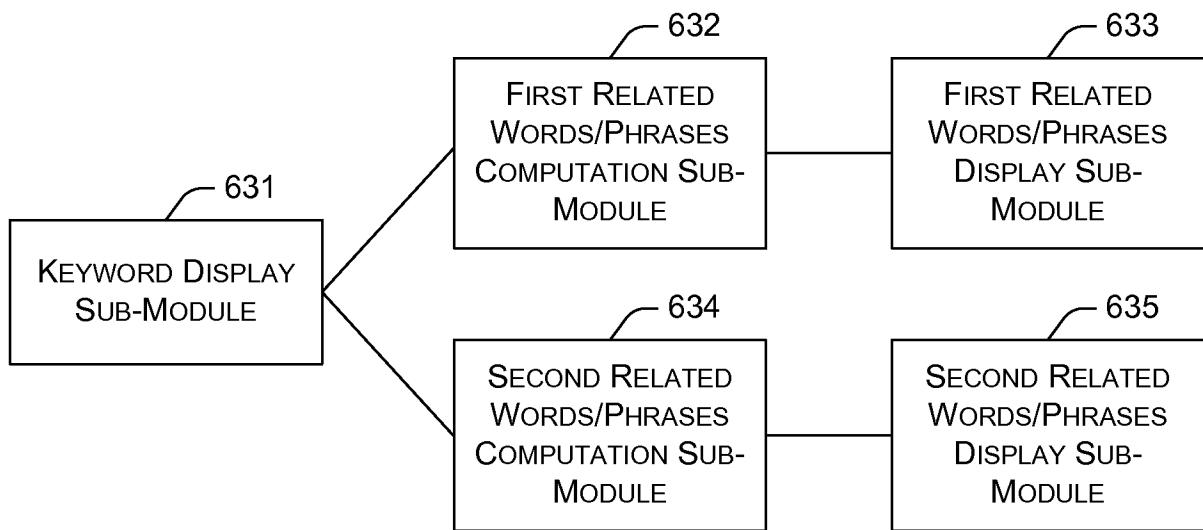 632
FIRST RELATED
WORDS/PHRASES
COMPUTATION SUB-
MODULE
633
FIRST RELATED
WORDS/PHRASES
DISPLAY SUB-
MODULE
631
KEYWORD DISPLAY
SUB-MODULE
634
SECOND RELATED
WORDS/PHRASES
COMPUTATION SUB-
MODULE
635
SECOND RELATED
WORDS/PHRASES
DISPLAY SUB-
MODULE